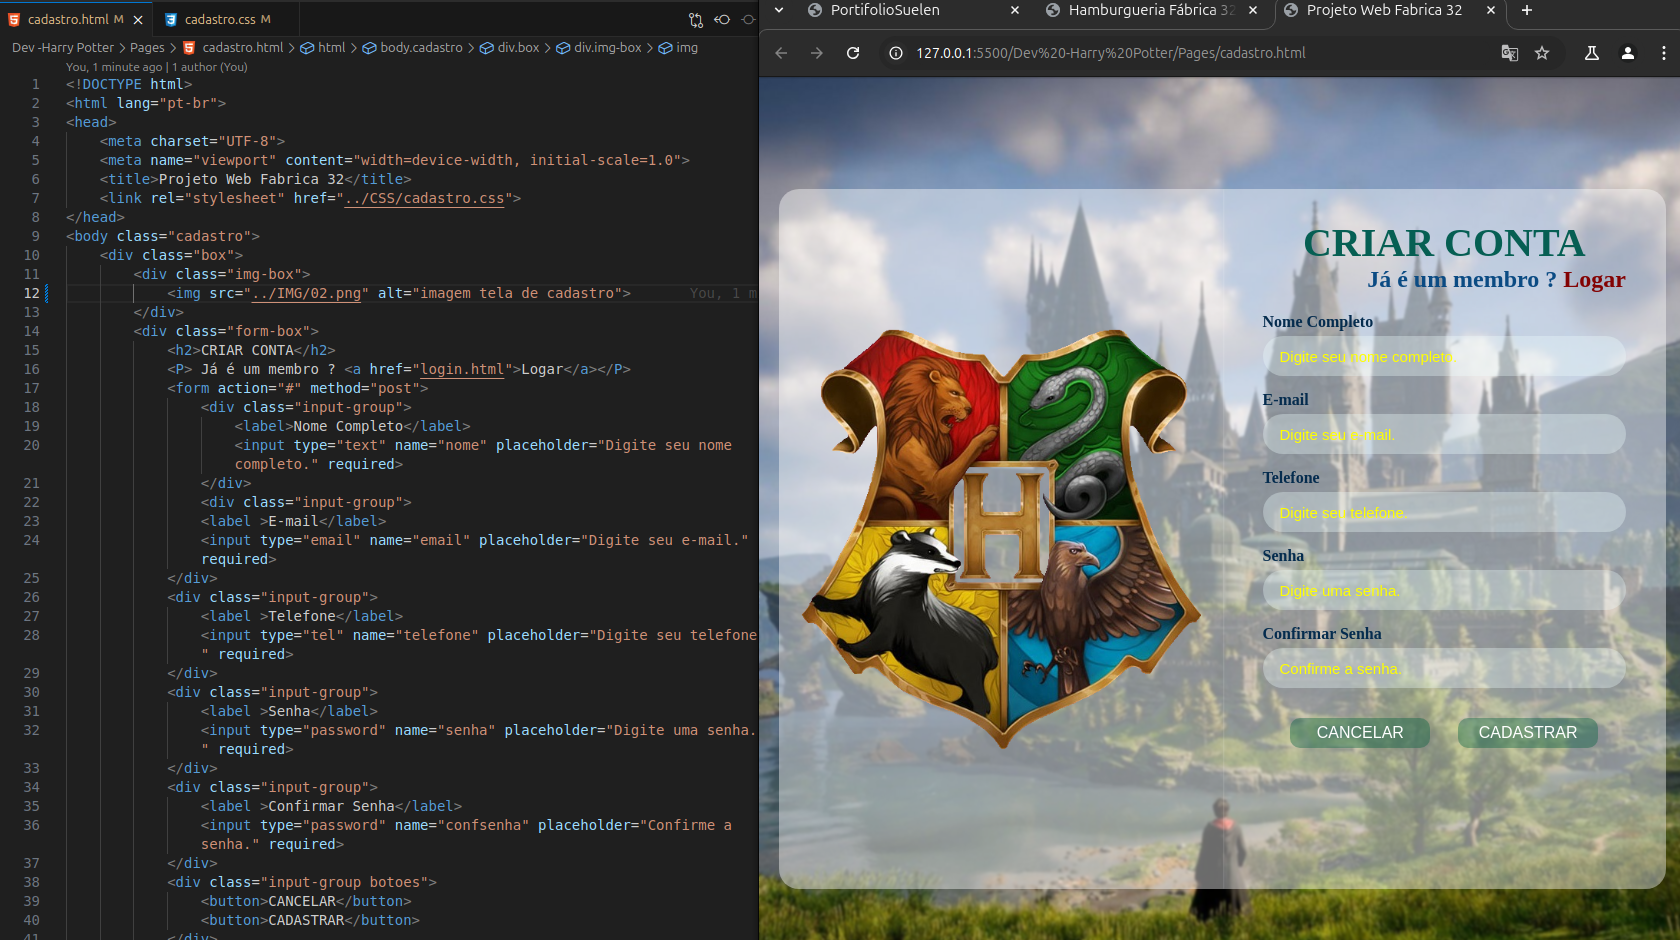 cadastro.html M
cadastro.css M
Dev -Harry Potter > Pages > cadastro.html > html > body.cadastro > div.box > div.img-box > img
You, 1 minute ago | 1 author (You)
1 <!DOCTYPE html>
2 <html lang="pt-br">
3 <head>
4 <meta charset="UTF-8">
5 <meta name="viewport" content="width=device-width, initial-scale=1.0">
6 <title>Projeto Web Fabrica 32</title>
7 <link rel="stylesheet" href="../CSS/cadastro.css">
8 </head>
9 <body class="cadastro">
10 <div class="box">
11 <div class="img-box">
12 <img src="../IMG/02.png" alt="imagem tela de cadastro"> You, 1 m
13 </div>
14 <div class="form-box">
15 <h2>CRIAR CONTA</h2>
16 <P> Já é um membro ? <a href="login.html">Logar</a></P>
17 <form action="#" method="post">
18 <div class="input-group">
19 <label>Nome Completo</label>
20 <input type="text" name="nome" placeholder="Digite seu nome
completo." required>
21 </div>
22 <div class="input-group">
23 <label >E-mail</label>
24 <input type="email" name="email" placeholder="Digite seu e-mail."
required>
25 </div>
26 <div class="input-group">
27 <label >Telefone</label>
28 <input type="tel" name="telefone" placeholder="Digite seu telefone
" required>
29 </div>
30 <div class="input-group">
31 <label >Senha</label>
32 <input type="password" name="senha" placeholder="Digite uma senha.
" required>
33 </div>
34 <div class="input-group">
35 <label >Confirmar Senha</label>
36 <input type="password" name="confsenha" placeholder="Confirme a
senha." required>
37 </div>
38 <div class="input-group botoes">
39 <button>CANCELAR</button>
40 <button>CADASTRAR</button>
41 </div>
PortifolioSuelen
Hamburgueria Fábrica 32
Projeto Web Fabrica 32
127.0.0.1:5500/Dev%20-Harry%20Potter/Pages/cadastro.html
CRIAR CONTA
Já é um membro ? Logar
Nome Completo
Digite seu nome completo.
E-mail
Digite seu e-mail.
Telefone
Digite seu telefone.
Senha
Digite uma senha.
Confirmar Senha
Confirme a senha.
CANCELAR
CADASTRAR
H